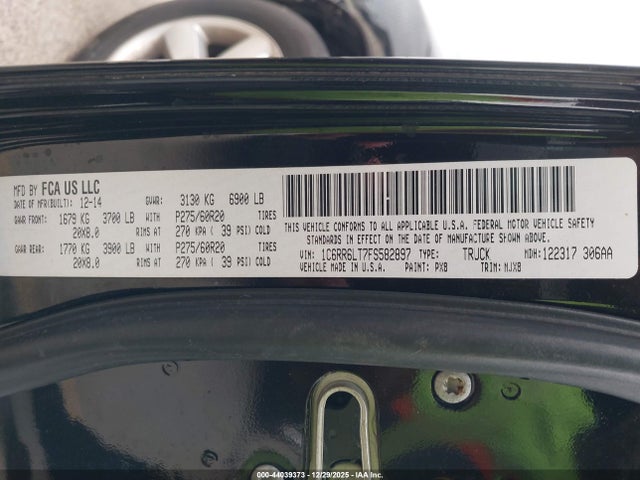 MFD BY FCA US LLC
DATE OF MFR(BUILT): 12-14 GVWR: 3130 KG 6900 LB
GAWR FRONT: 1679 KG 3700 LB WITH P275/60R20 TIRES
20X8.0 RIMS AT 270 KPA ( 39 PSI) COLD
GAWR REAR: 1770 KG 3900 LB WITH P275/60R20 TIRES
20X8.0 RIMS AT 270 KPA ( 39 PSI) COLD
THIS VEHICLE CONFORMS TO ALL APPLICABLE U.S.A. FEDERAL MOTOR VEHICLE SAFETY
STANDARDS IN EFFECT ON THE DATE OF MANUFACTURE SHOWN ABOVE.
VIN: 1C6RR6LT7FS582897 TYPE: TRUCK MDH: 122317 306AA
VEHICLE MADE IN U.S.A. PAINT: PXB TRIM: MJXB
000-44039373 - 12/29/2025 - IAA Inc.